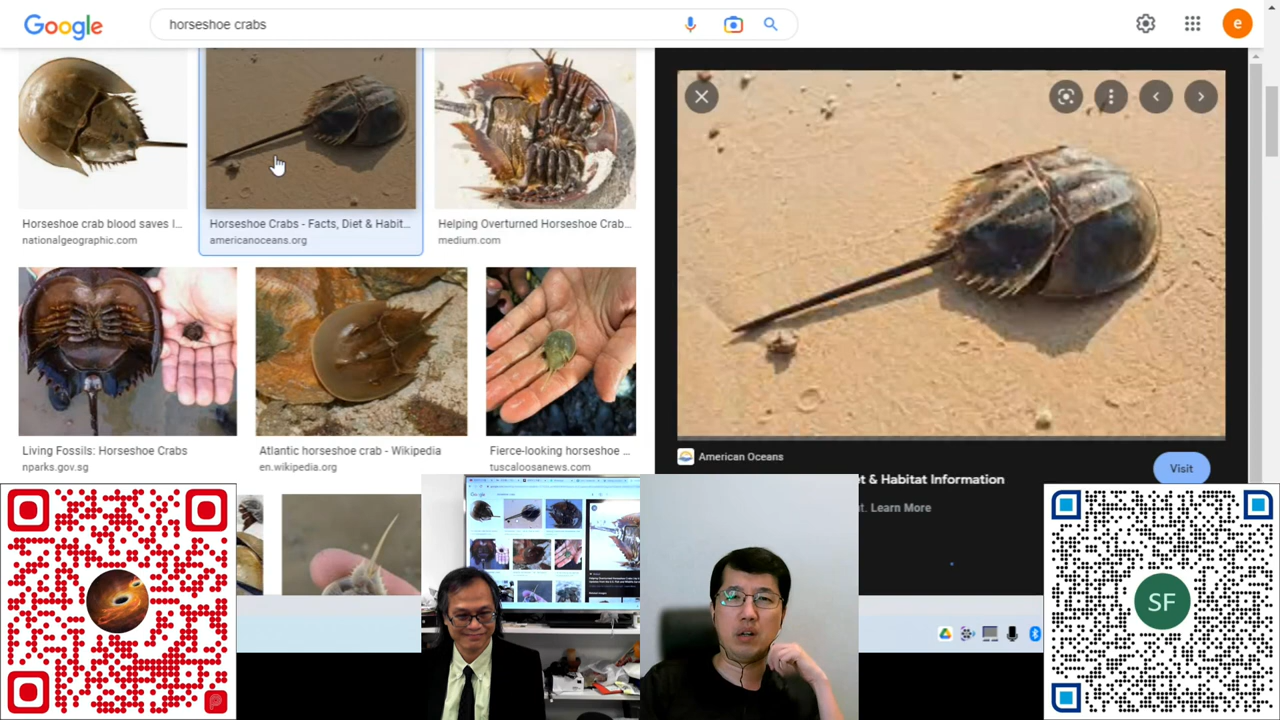 Google
horseshoe crabs
e
Horseshoe crab blood saves l...
nationalgeographic.com
Horseshoe Crabs - Facts, Diet & Habit...
americanoceans.org
Helping Overturned Horseshoe Crab...
medium.com
Living Fossils: Horseshoe Crabs
nparks.gov.sg
Atlantic horseshoe crab - Wikipedia
en.wikipedia.org
Fierce-looking horseshoe ...
tuscaloosanews.com
American Oceans
Visit
t & Habitat Information
t. Learn More
SF